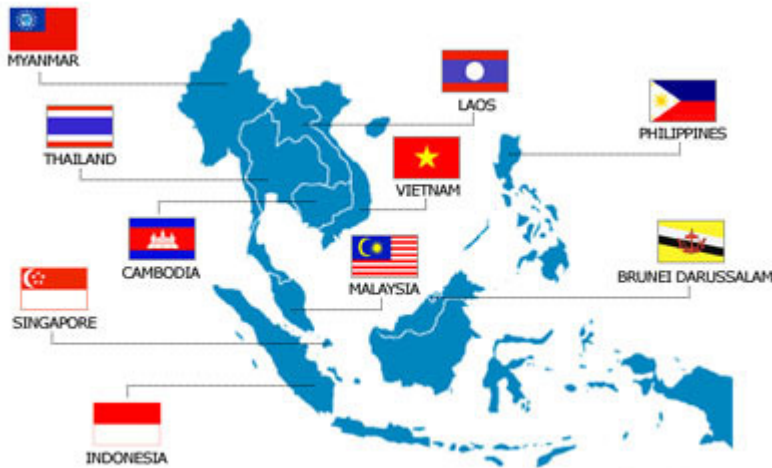 MYANMAR
LAOS
PHILIPPINES
THAILAND
VIETNAM
CAMBODIA
MALAYSIA
BRUNEI DARUSSALAM
SINGAPORE
INDONESIA